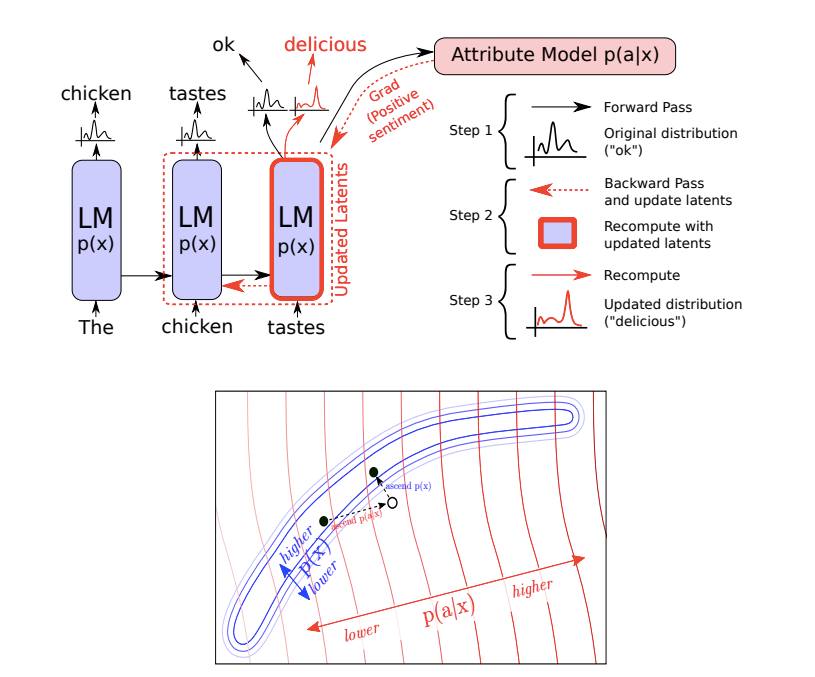 ok
delicious
Attribute Model p(a|x)
chicken
tastes
Grad
(Positive
sentiment)
LM
p(x)
LM
p(x)
LM
p(x)
Updated Latents
The
chicken
tastes
Step 1
Forward Pass
Original distribution
("ok")
Step 2
Backward Pass
and update latents
Recompute with
updated latents
Step 3
Recompute
Updated distribution
("delicious")
ascend p(x)
ascend p(a|x)
higher
p(x)
lower
lower
p(a|x)
higher